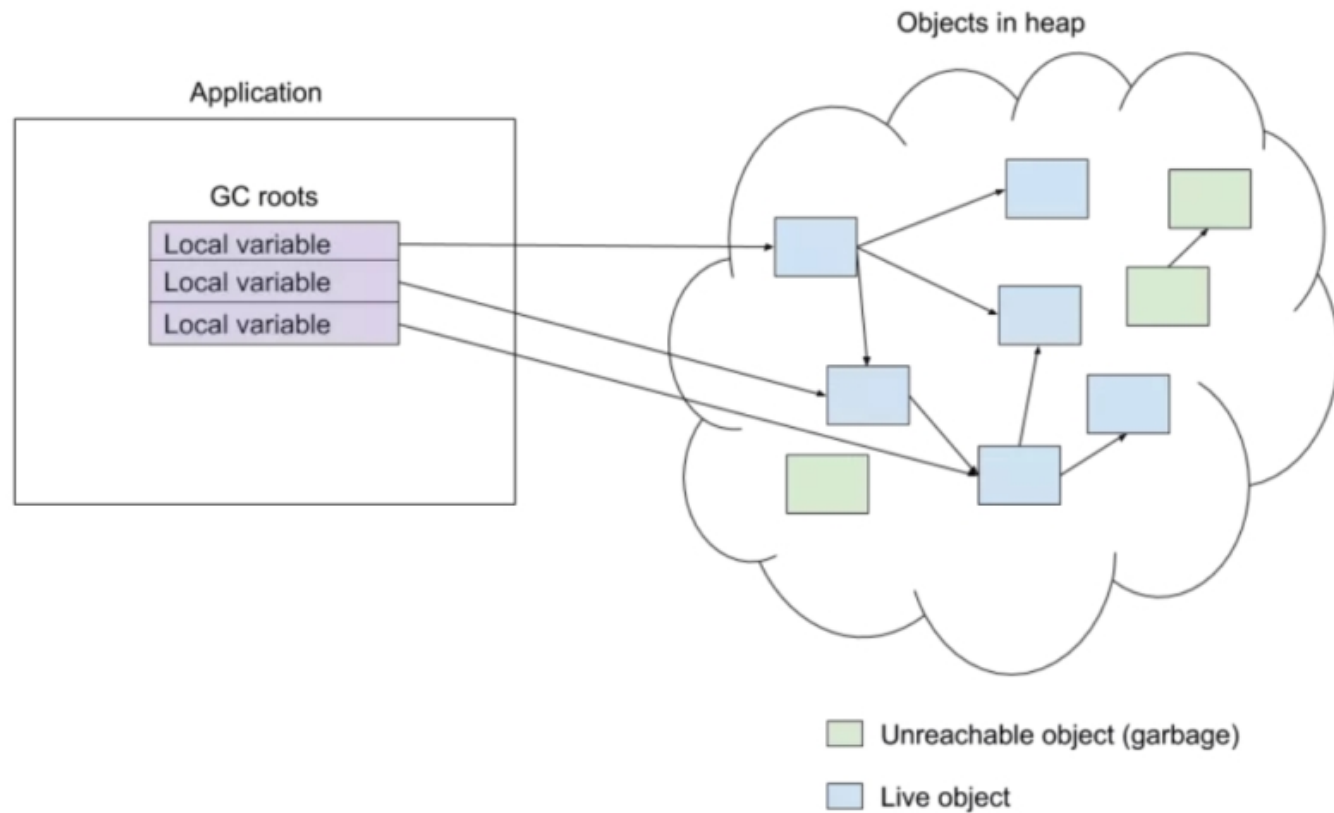 Objects in heap
Application
GC roots
Local variable
Local variable
Local variable
Unreachable object (garbage)
Live object